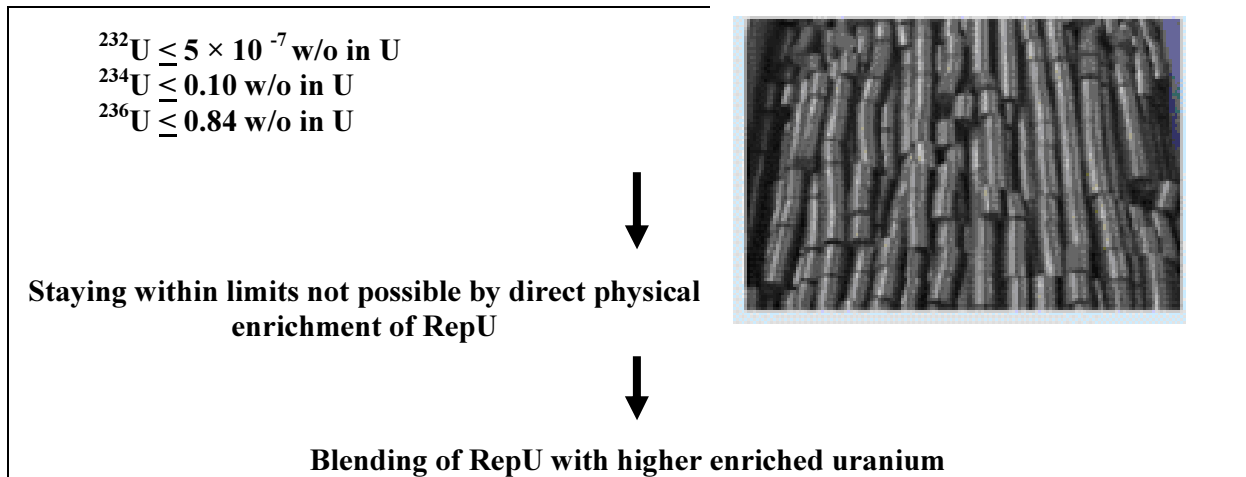 ²³²U ≤ 5 × 10 ⁻⁷ w/o in U
²³⁴U ≤ 0.10 w/o in U
²³⁶U ≤ 0.84 w/o in U
Staying within limits not possible by direct physical
enrichment of RepU
Blending of RepU with higher enriched uranium